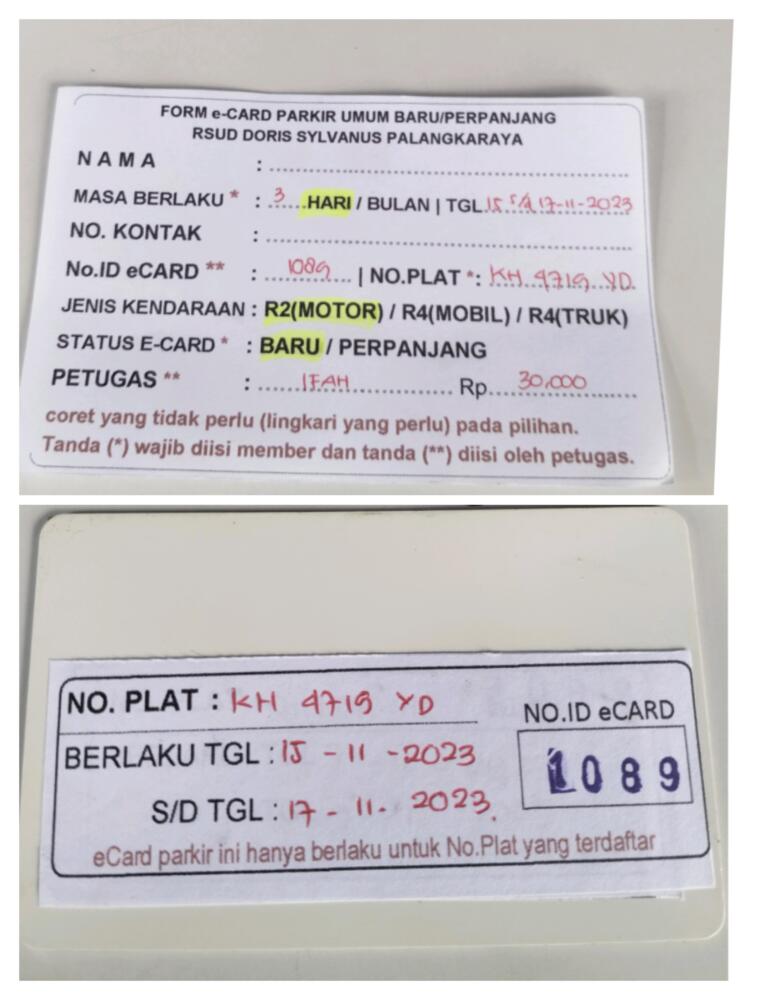 FORM e-CARD PARKIR UMUM BARU/PERPANJANG
RSUD DORIS SYLVANUS PALANGKARAYA
NAMA :
MASA BERLAKU * : 3 HARI / BULAN | TGL 15 s/d 17-11-2023
NO. KONTAK :
No.ID eCARD ** : 1089 | NO.PLAT *: KH 4719 YD
JENIS KENDARAAN : R2(MOTOR) / R4(MOBIL) / R4(TRUK)
STATUS E-CARD * : BARU / PERPANJANG
PETUGAS ** : IFAH Rp. 30,000
coret yang tidak perlu (lingkari yang perlu) pada pilihan.
Tanda (*) wajib diisi member dan tanda (**) diisi oleh petugas.
NO. PLAT : KH 4719 YD
NO.ID eCARD
BERLAKU TGL : 15 - 11 - 2023
1089
S/D TGL : 17 - 11 - 2023.
eCard parkir ini hanya berlaku untuk No.Plat yang terdaftar